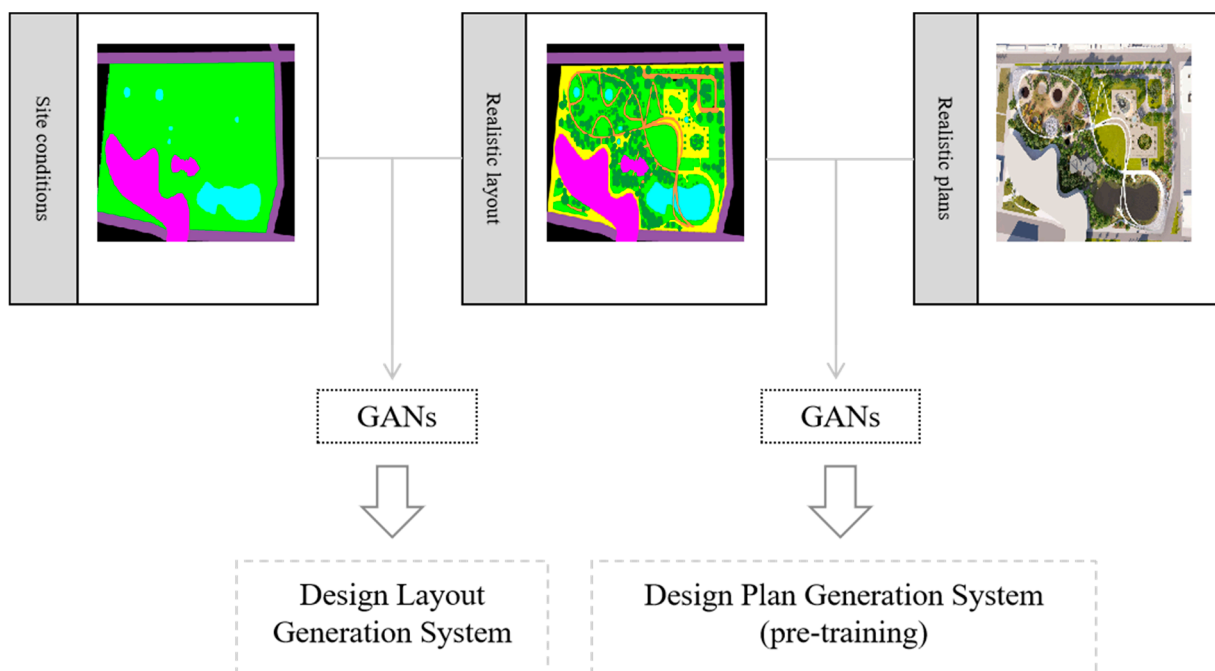 Site conditions
Realistic layout
Realistic plans
GANs
GANs
Design Layout
Generation System
Design Plan Generation System
(pre-training)